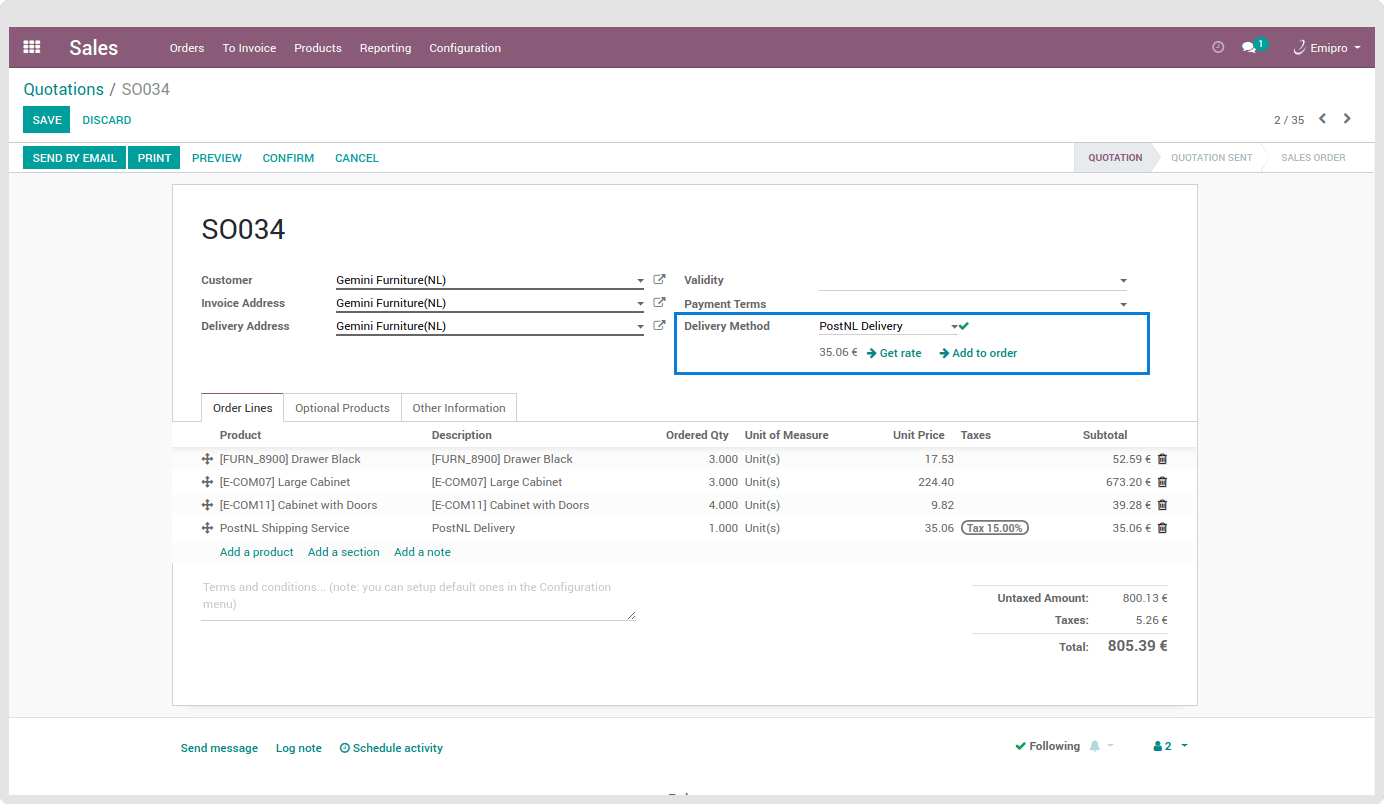 Sales Orders To Invoice Products Reporting Configuration 1 Emipro
Quotations / SO034
SAVE DISCARD 2 / 35
SEND BY EMAIL PRINT PREVIEW CONFIRM CANCEL QUOTATION QUOTATION SENT SALES ORDER
SO034
Customer Gemini Furniture(NL) Validity
Invoice Address Gemini Furniture(NL) Payment Terms
Delivery Address Gemini Furniture(NL) Delivery Method PostNL Delivery
35.06 € Get rate Add to order
Order Lines Optional Products Other Information
Product Description Ordered Qty Unit of Measure Unit Price Taxes Subtotal
[FURN_8900] Drawer Black [FURN_8900] Drawer Black 3.000 Unit(s) 17.53 52.59 €
[E-COM07] Large Cabinet [E-COM07] Large Cabinet 3.000 Unit(s) 224.40 673.20 €
[E-COM11] Cabinet with Doors [E-COM11] Cabinet with Doors 4.000 Unit(s) 9.82 39.28 €
PostNL Shipping Service PostNL Delivery 1.000 Unit(s) 35.06 Tax 15.00% 35.06 €
Add a product Add a section Add a note
Terms and conditions... (note: you can setup default ones in the Configuration
menu)
Untaxed Amount: 800.13 €
Taxes: 5.26 €
Total: 805.39 €
Send message Log note Schedule activity Following 2